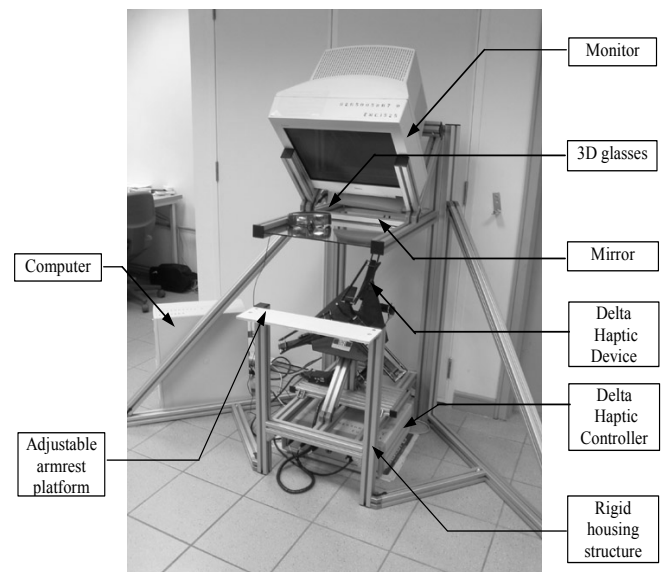 Monitor
3D glasses
Mirror
Computer
Delta
Haptic
Device
Delta
Haptic
Controller
Adjustable
armrest
platform
Rigid
housing
structure